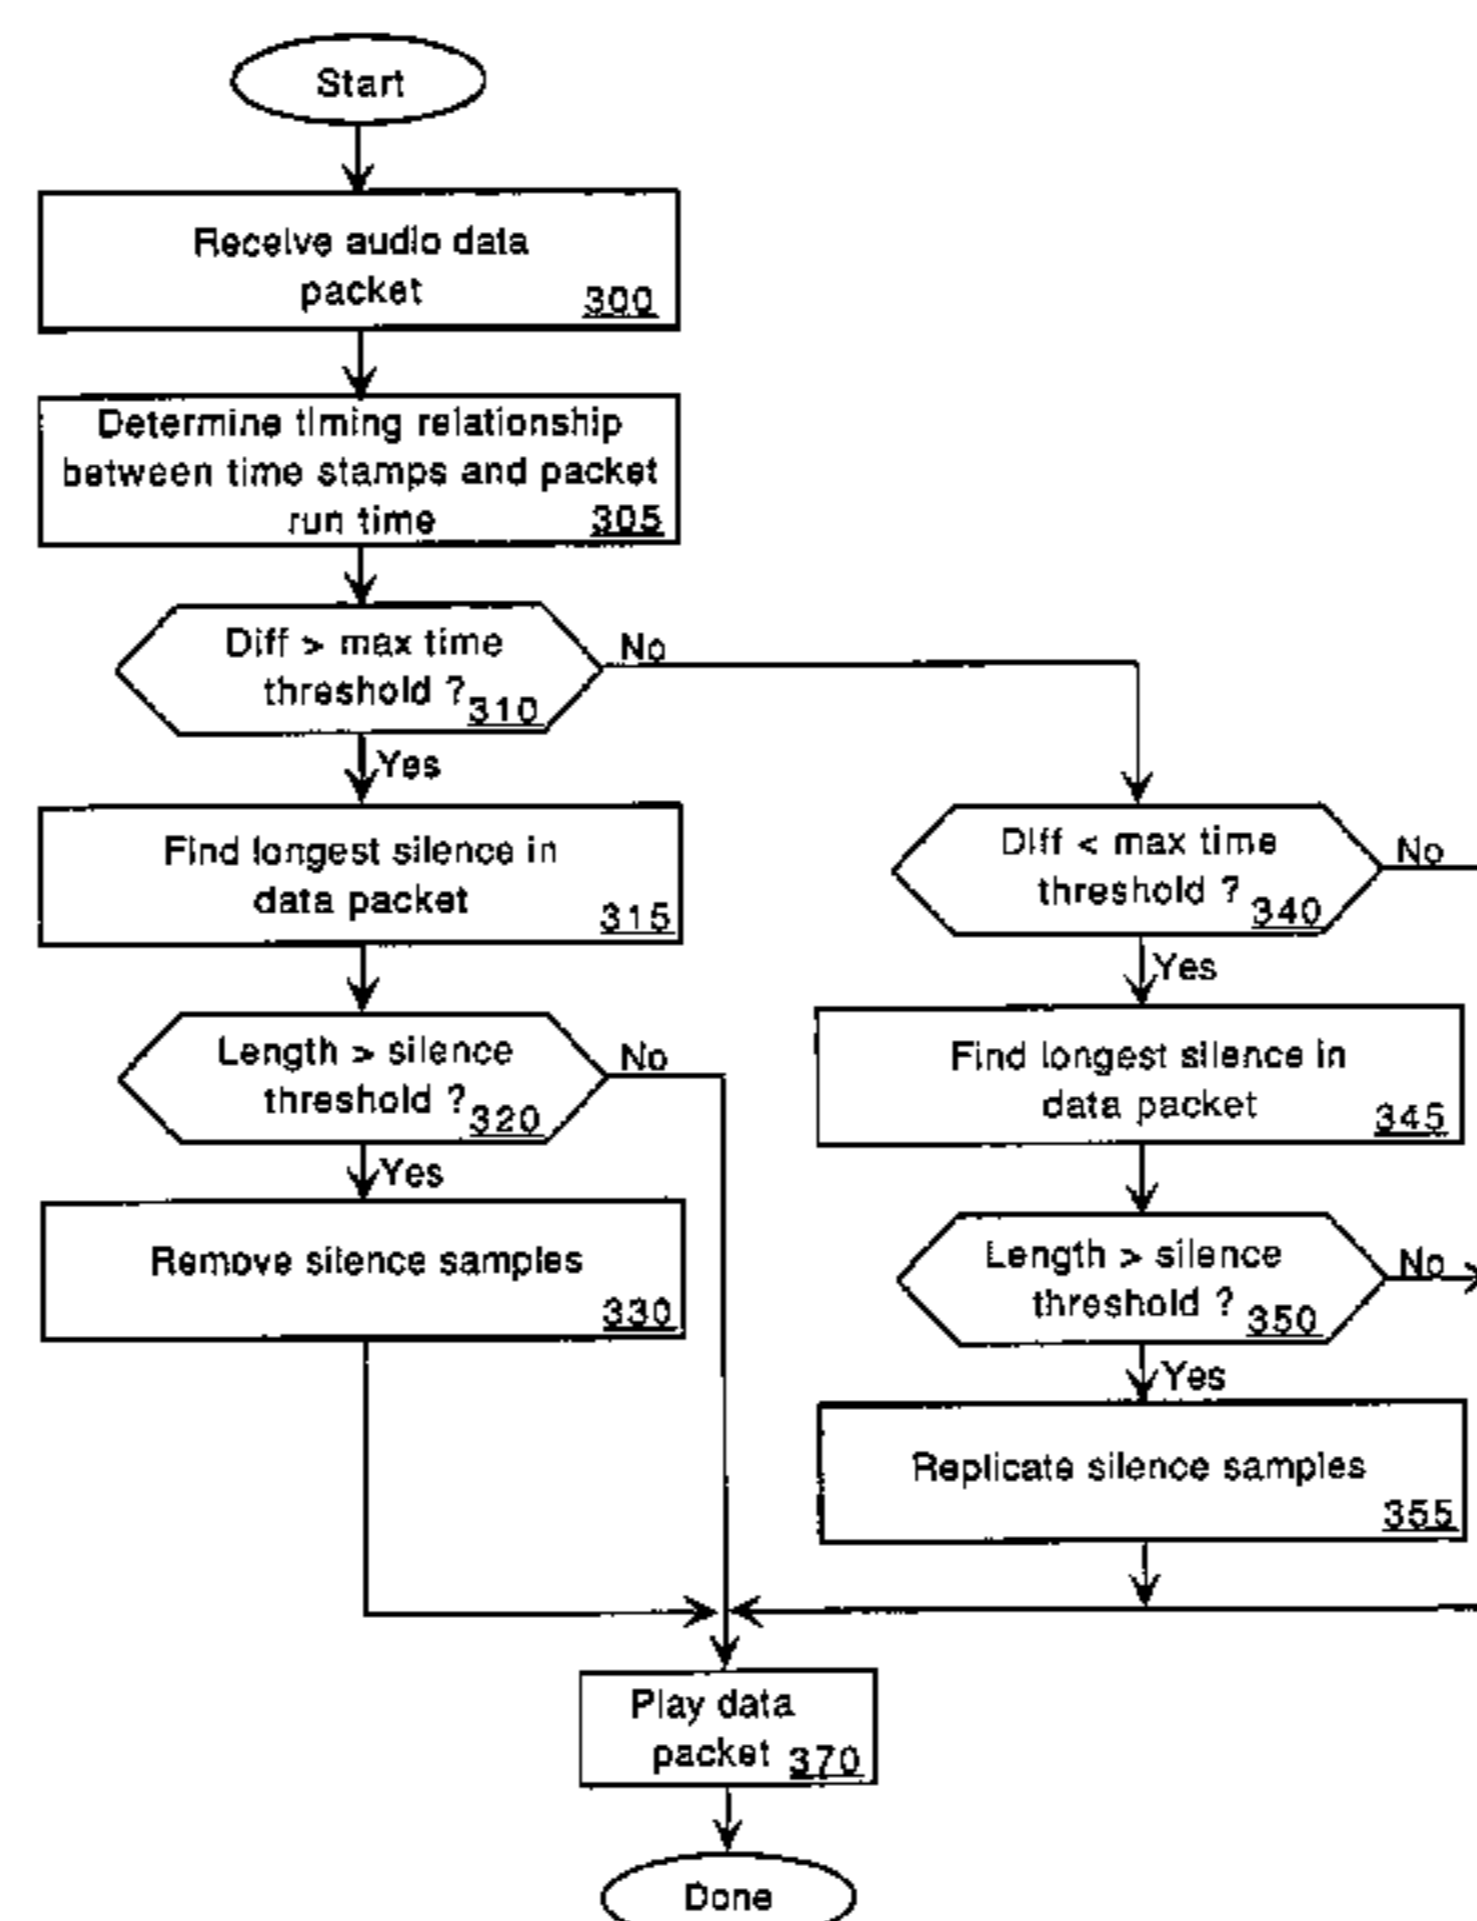 Start
Receive audio data
packet
300
Determine timing relationship
between time stamps and packet
run time
305
Diff > max time
threshold ?
310
No
Yes
Find longest silence in
data packet
315
Length > silence
threshold ?
320
No
Yes
Remove silence samples
330
Diff < max time
threshold ?
340
No
Yes
Find longest silence in
data packet
345
Length > silence
threshold ?
350
No
Yes
Replicate silence samples
355
Play data
packet
370
Done